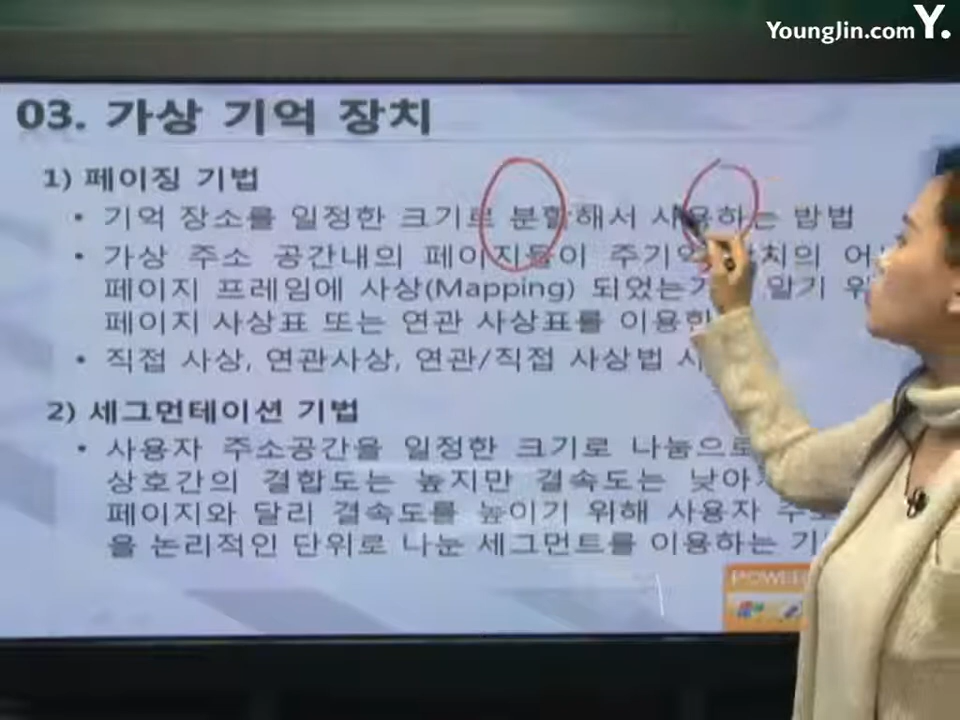 YoungJin.com Y.
03. 가상 기억 장치
1) 페이징 기법
• 기억 장소를 일정한 크기로 분할해서 사용하는 방법
• 가상 주소 공간내의 페이지들이 주기억 장치의
페이지 프레임에 사상(Mapping) 되었는가 알기
페이지 사상표 또는 연관 사상표를 이용한
• 직접 사상, 연관사상, 연관/직접 사상법
2) 세그먼테이션 기법
• 사용자 주소공간을 일정한 크기로 나눔으로
상호간의 결합도는 높지만 결속도는 낮아
페이지와 달리 결속도를 높이기 위해 사용자
을 논리적인 단위로 나눈 세그먼트를 이용하는
POWER